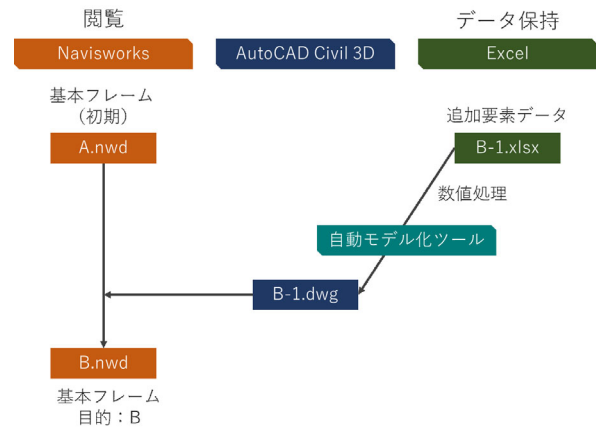 閲覧
データ保持
Navisworks
AutoCAD Civil 3D
Excel
基本フレーム
（初期）
追加要素データ
A.nwd
B-1.xlsx
数値処理
自動モデル化ツール
B-1.dwg
B.nwd
基本フレーム
目的：B